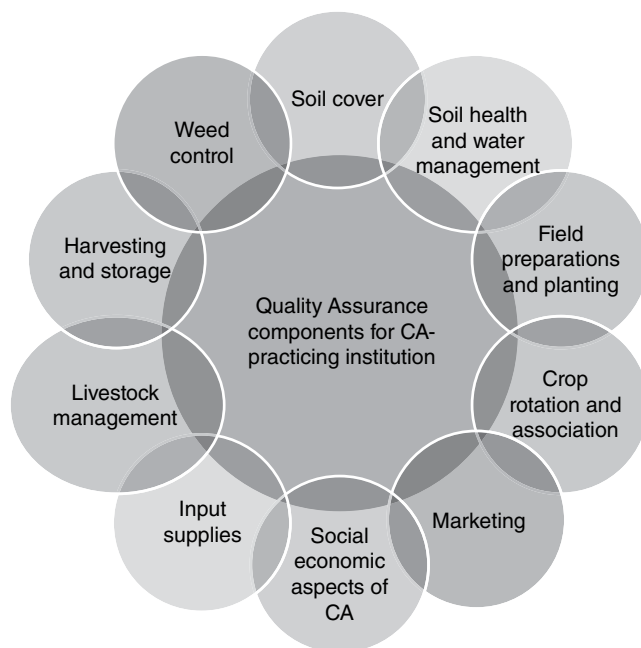 Soil cover
Soil health
and water
management
Field
preparations
and planting
Crop
rotation and
association
Marketing
Social
economic
aspects of
CA
Input
supplies
Livestock
management
Harvesting
and storage
Weed
control
Quality Assurance
components for CA-
practicing institution